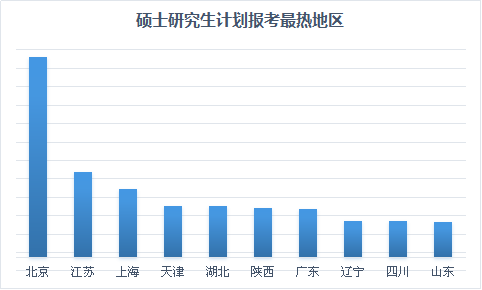 硕士研究生计划报考最热地区
北京 江苏 上海 天津 湖北 陕西 广东 辽宁 四川 山东